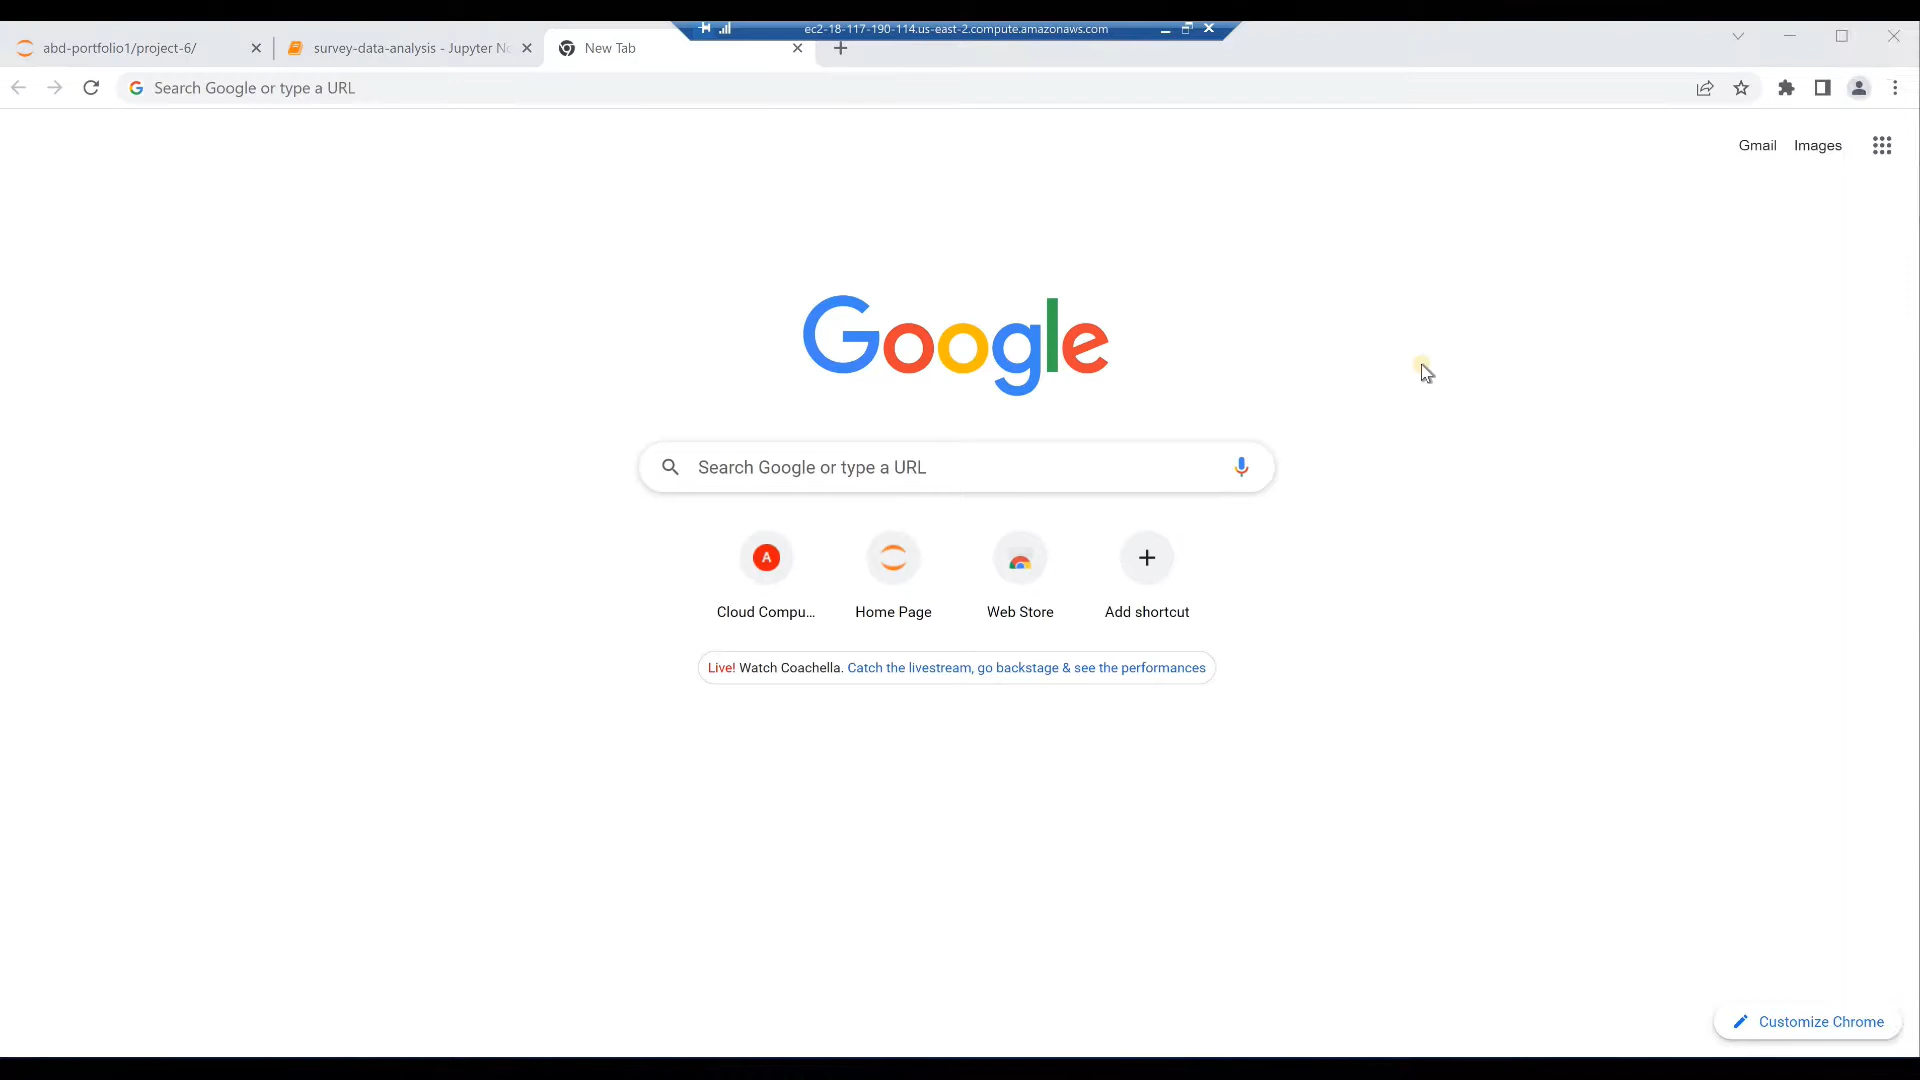 ec2-18-117-190-114.us-east-2.compute.amazonaws.com
abd-portfolio1/project-6/
survey-data-analysis - Jupyter No
New Tab
Search Google or type a URL
Gmail
Images
Google
Search Google or type a URL
A
Cloud Compu...
Home Page
Web Store
Add shortcut
Live! Watch Coachella. Catch the livestream, go backstage & see the performances
Customize Chrome